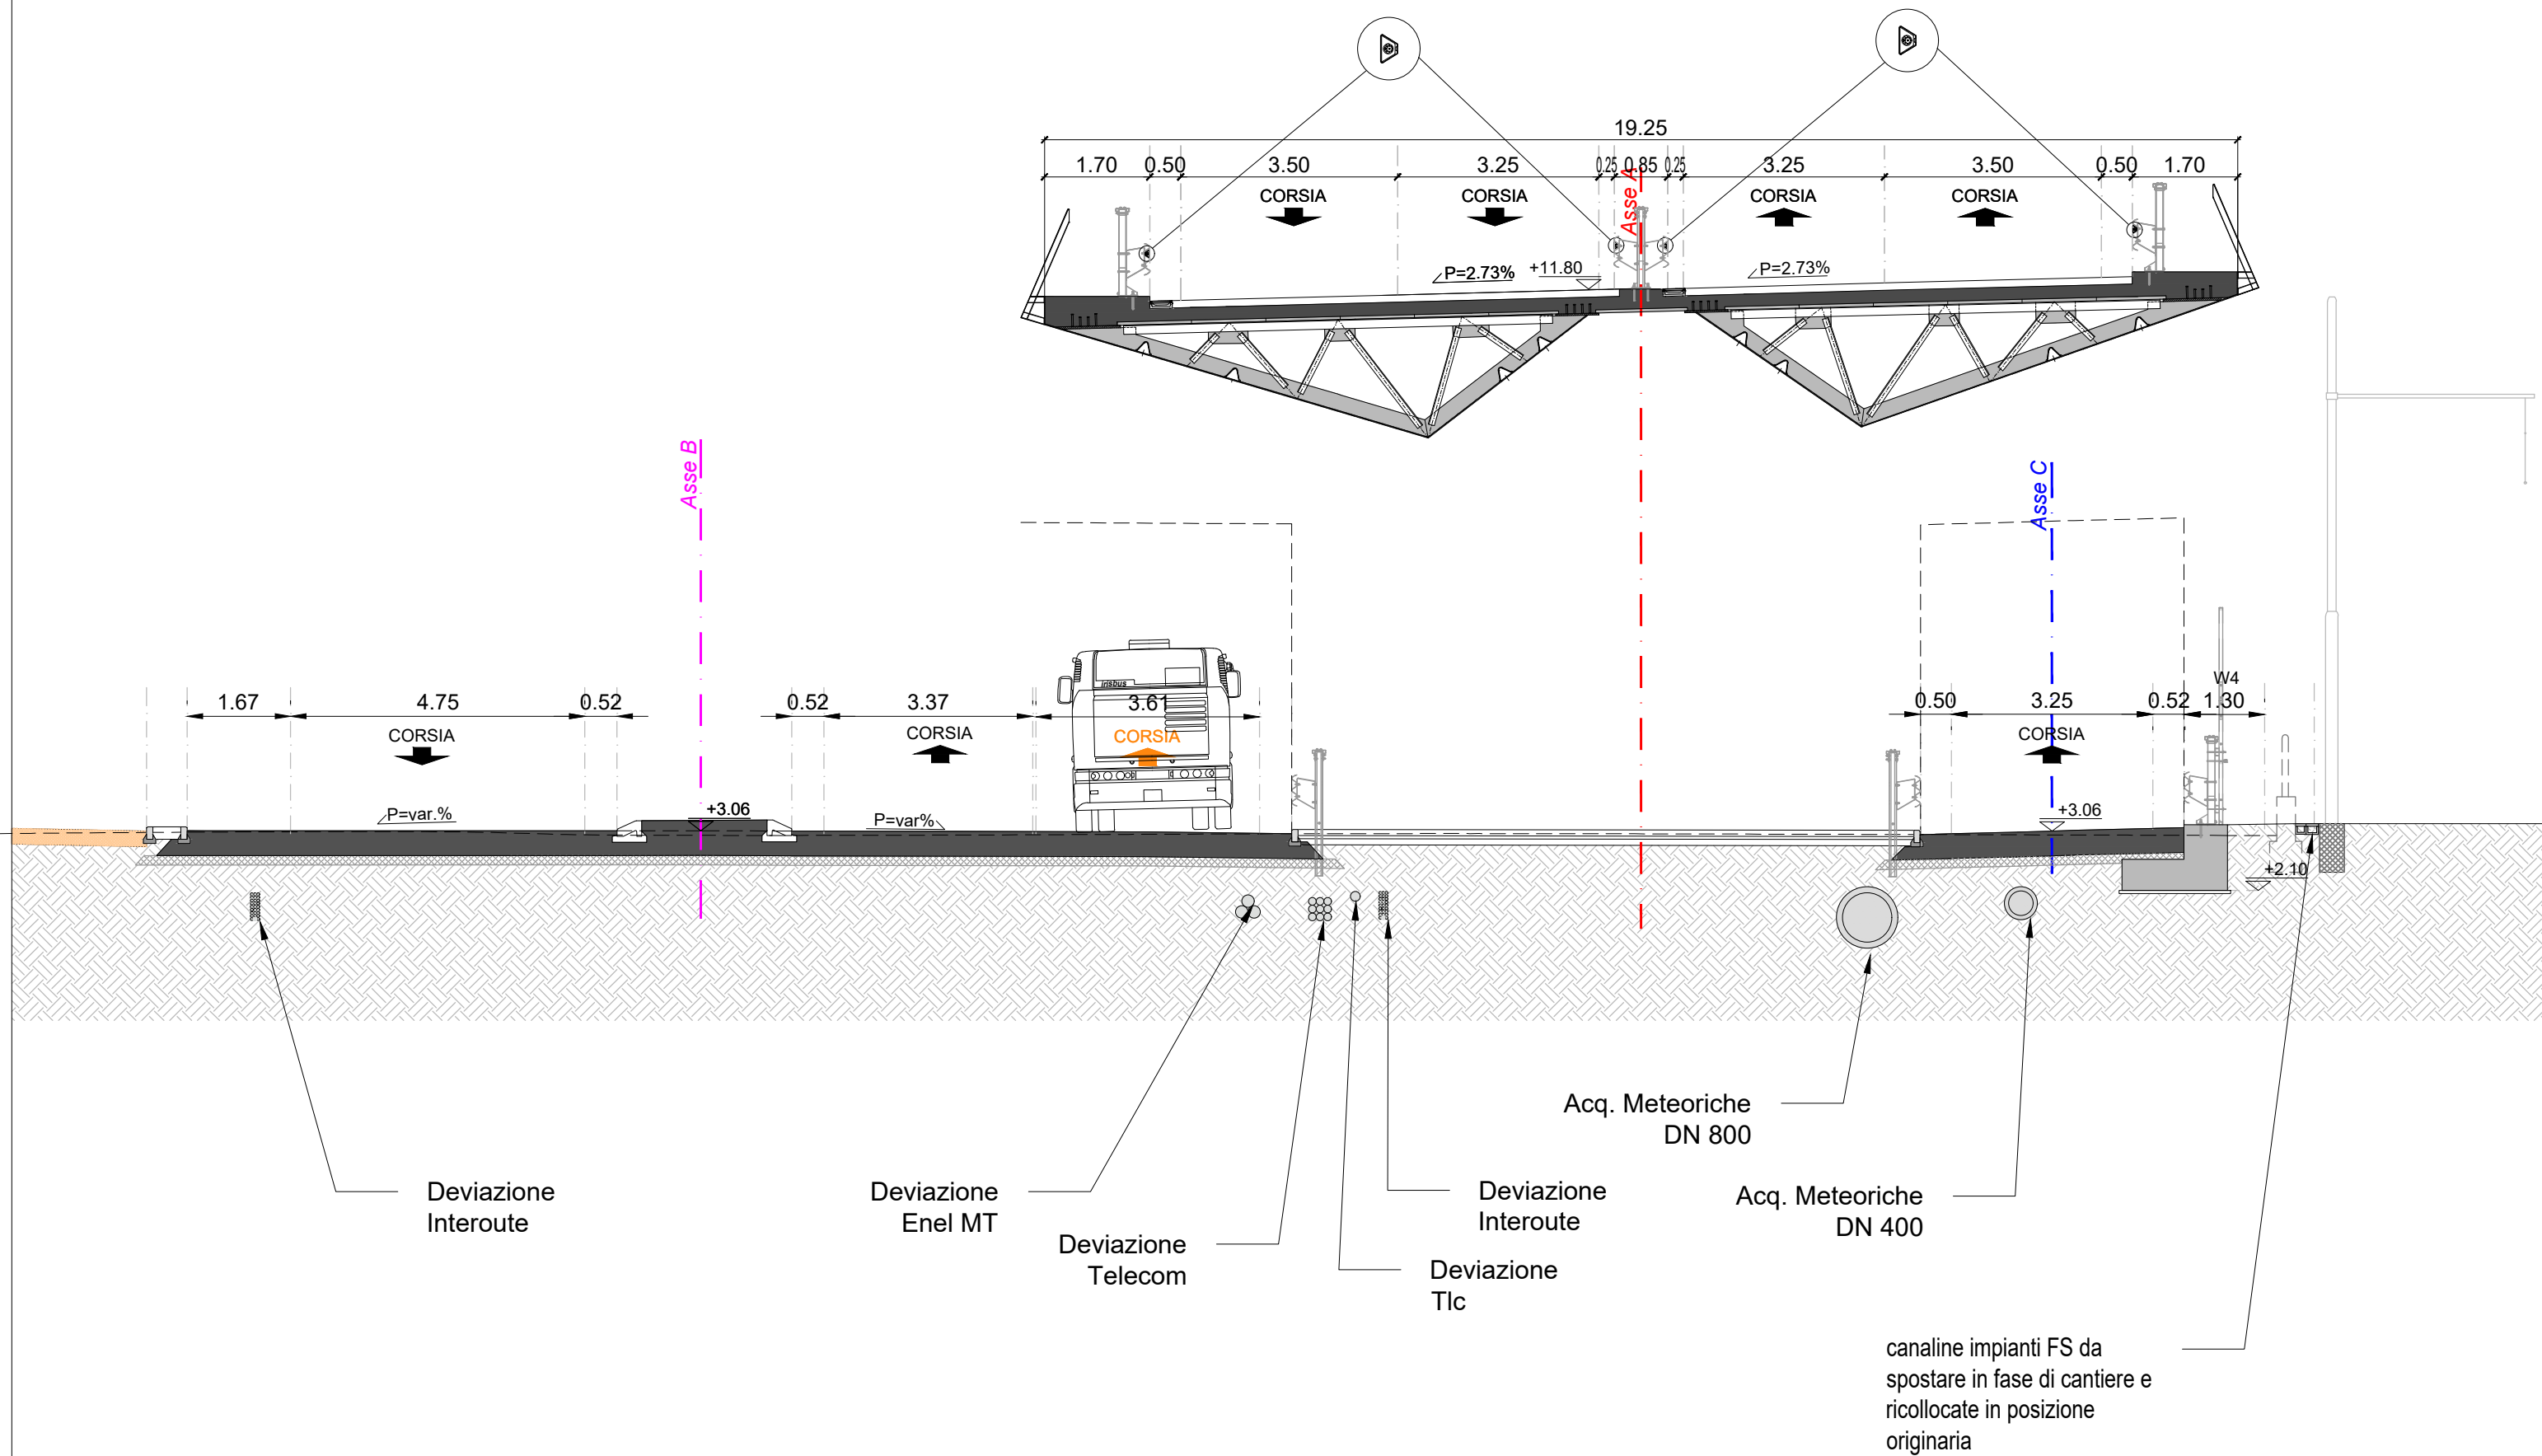 19.25
1.70 0.50 3.50 3.25 0.25 0.85 0.25 3.25 3.50 0.50 1.70
CORSIA CORSIA Asse A CORSIA CORSIA
P=2.73% +11.80 P=2.73%
Asse B
Asse C
W4
1.67 4.75 0.52 0.52 3.37 3.61 0.50 3.25 0.52 1.30
irisbus
CORSIA CORSIA CORSIA CORSIA
P=var.% +3.06 P=var% +3.06
+2.10
Acq. Meteoriche
DN 800
Deviazione
Interoute
Deviazione
Enel MT
Deviazione
Interoute
Acq. Meteoriche
DN 400
Deviazione
Telecom
Deviazione
Tlc
canaline impianti FS da
spostare in fase di cantiere e
ricollocate in posizione
originaria